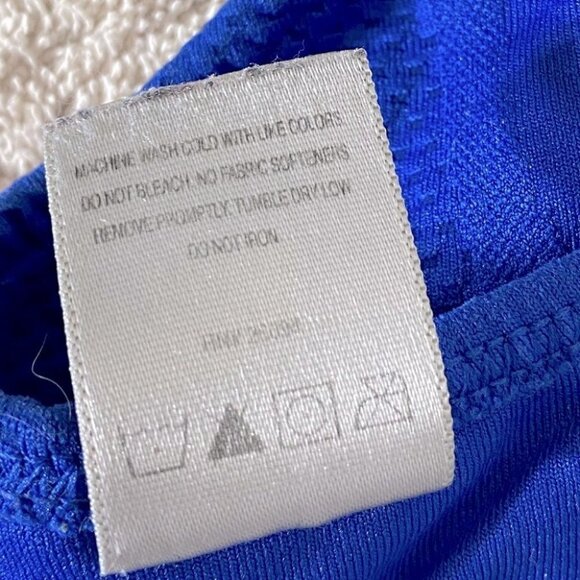 MACHINE WASH COLD WITH LIKE COLORS
DO NOT BLEACH. NO FABRIC SOFTENERS
REMOVE PROMPTLY. TUMBLE DRY LOW
DO NOT IRON